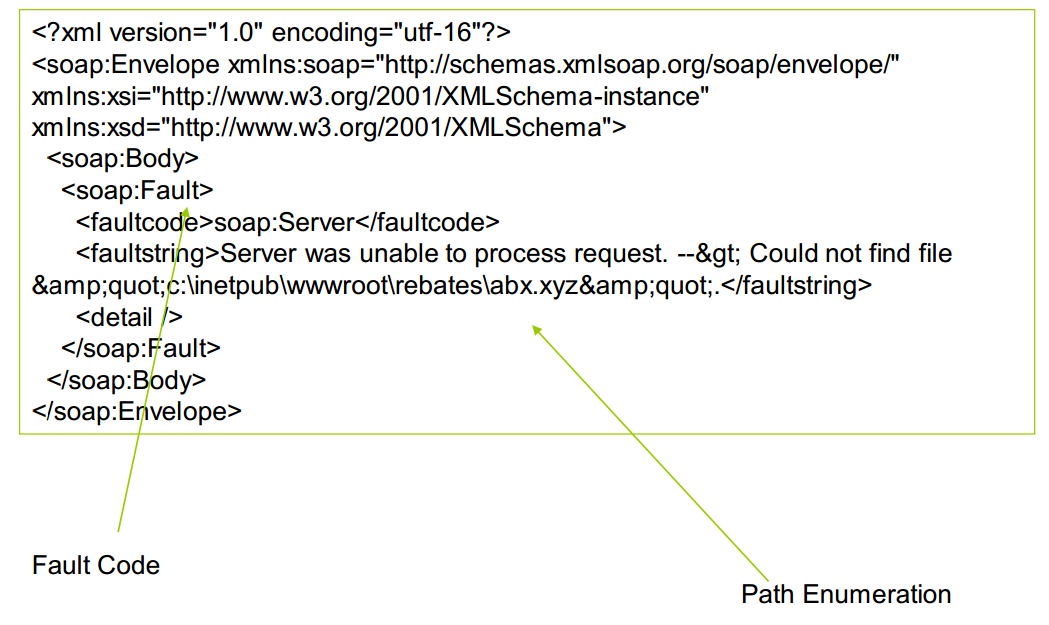 <?xml version="1.0" encoding="utf-16"?>
<soap:Envelope xmlns:soap="http://schemas.xmlsoap.org/soap/envelope/"
xmlns:xsi="http://www.w3.org/2001/XMLSchema-instance"
xmlns:xsd="http://www.w3.org/2001/XMLSchema">
<soap:Body>
<soap:Fault>
<faultcode>soap:Server</faultcode>
<faultstring>Server was unable to process request. --&gt; Could not find file
&amp;quot;c:\inetpub\wwwroot\rebates\abx.xyz&amp;quot;.</faultstring>
<detail />
</soap:Fault>
</soap:Body>
</soap:Envelope>
Fault Code
Path Enumeration